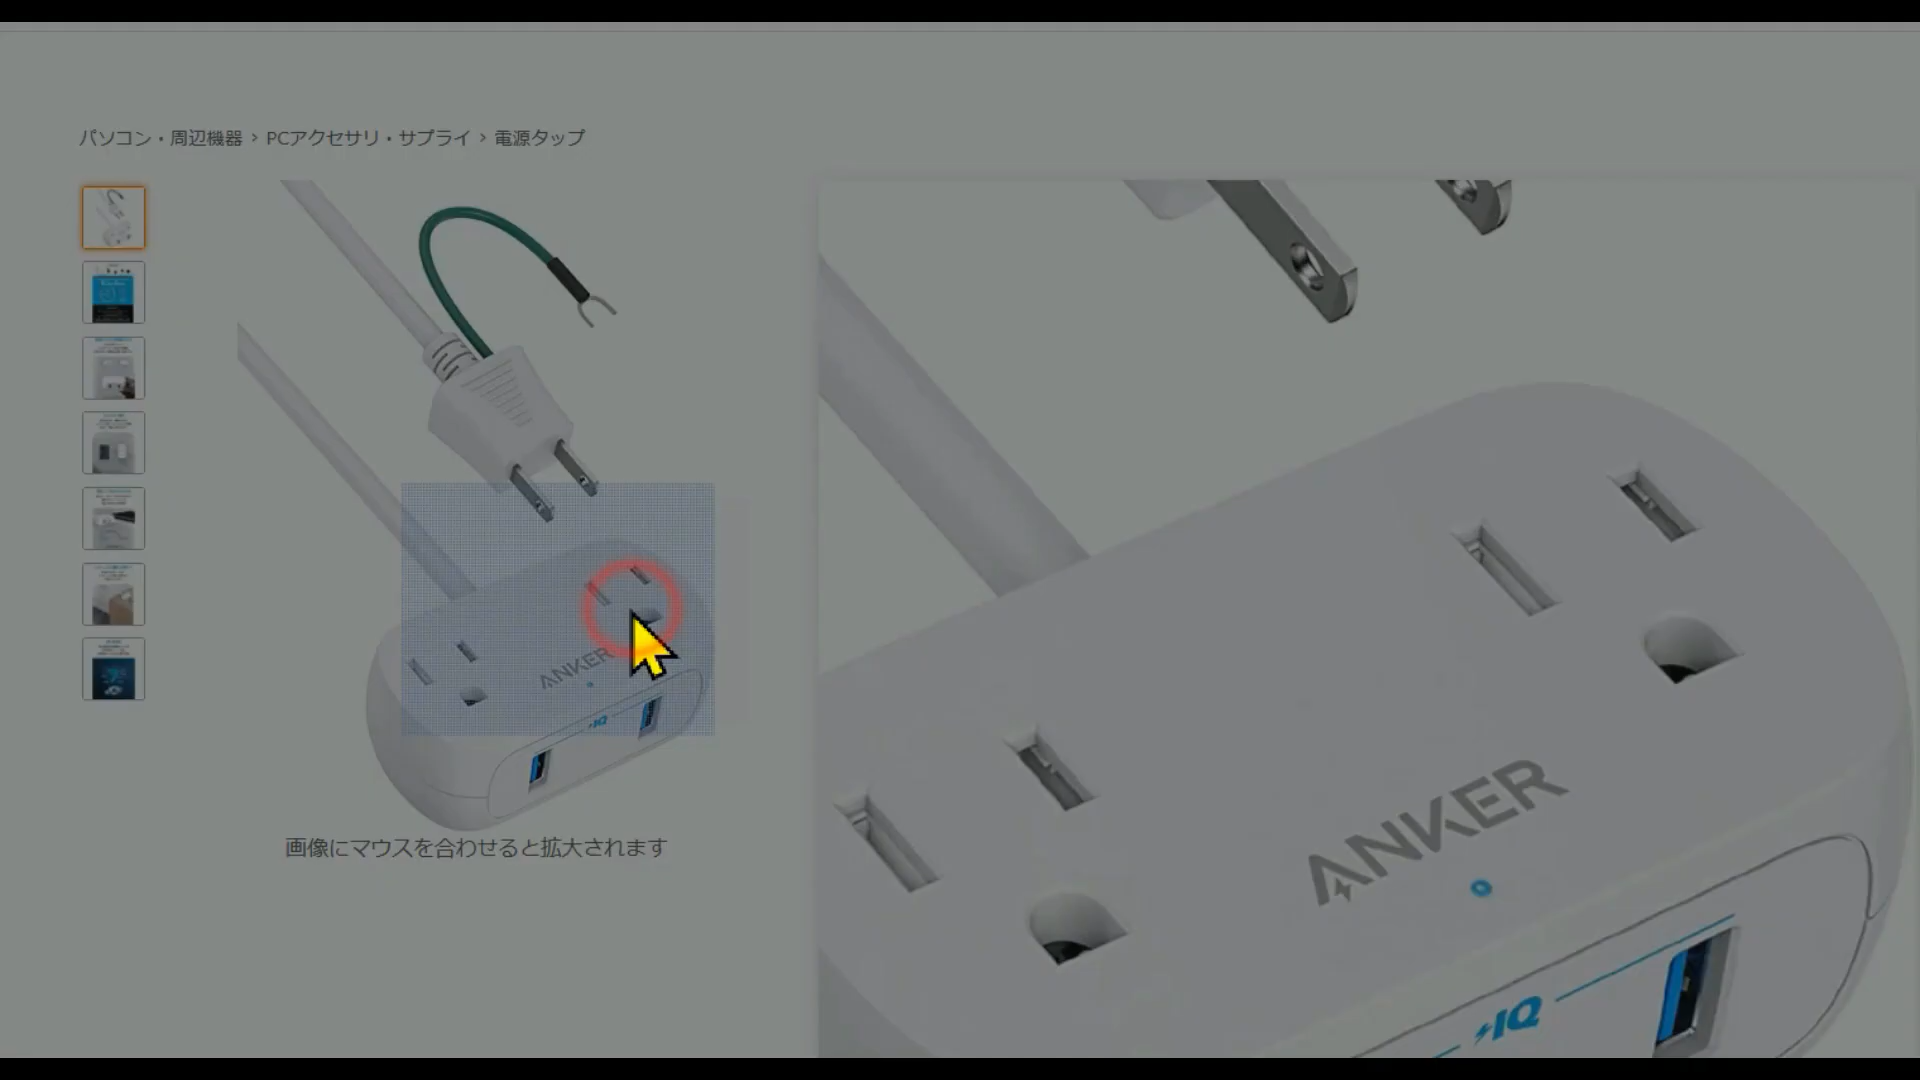 パソコン・周辺機器 › PCアクセサリ・サプライ › 電源タップ
ANKER
IQ
画像にマウスを合わせると拡大されます
ANKER
IQ